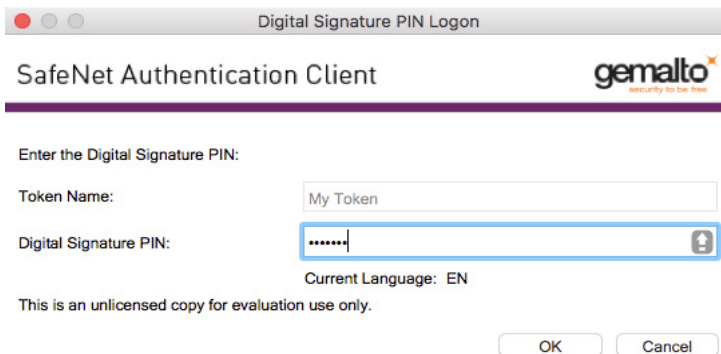 Digital Signature PIN Logon
SafeNet Authentication Client
gemalto
security to be free
Enter the Digital Signature PIN:
Token Name: My Token
Digital Signature PIN: •••••••
Current Language: EN
This is an unlicensed copy for evaluation use only.
OK Cancel